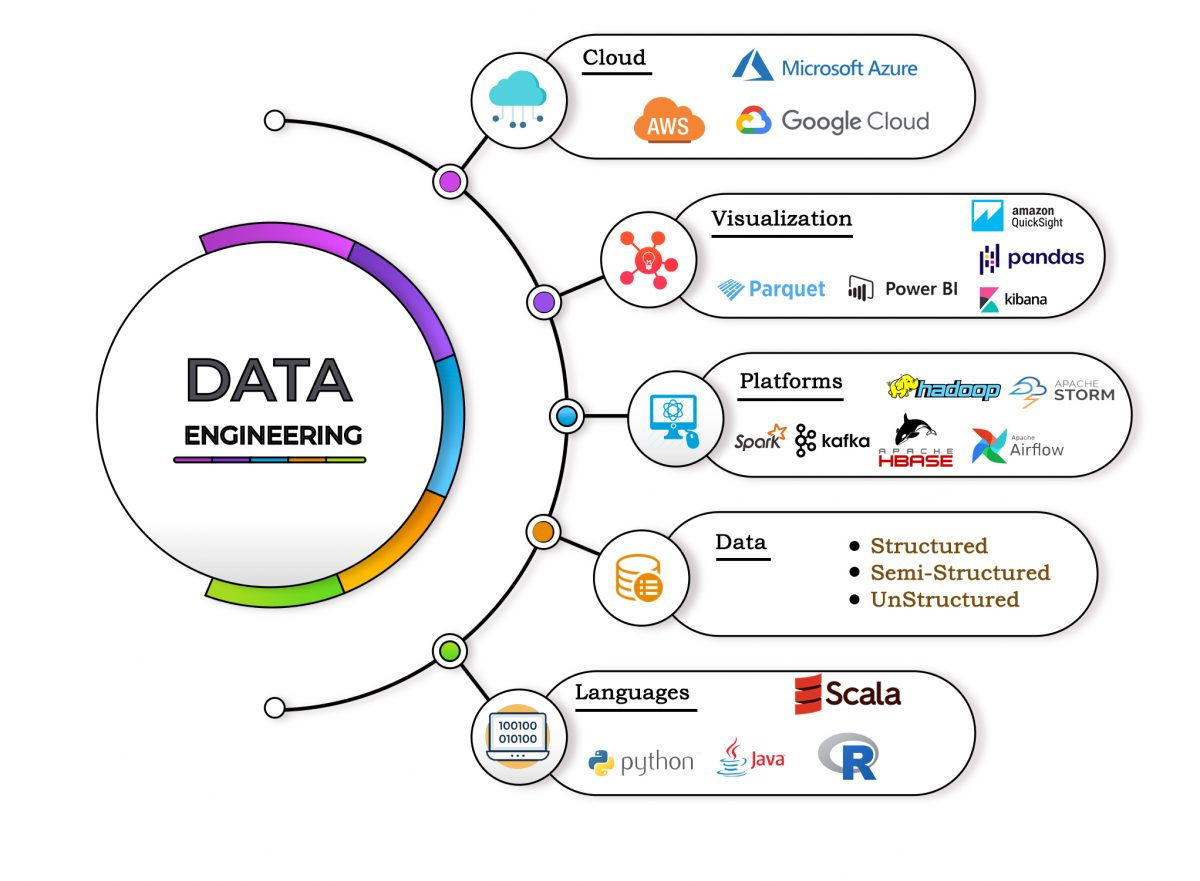 DATA
ENGINEERING
Cloud
Microsoft Azure
AWS
Google Cloud
Visualization
amazon
QuickSight
pandas
Parquet
Power BI
kibana
Platforms
hadoop
APACHE
STORM
Spark
kafka
APACHE
HBASE
Apache
Airflow
Data
• Structured
• Semi-Structured
• UnStructured
Languages
100100
010100
Scala
python
Java
R